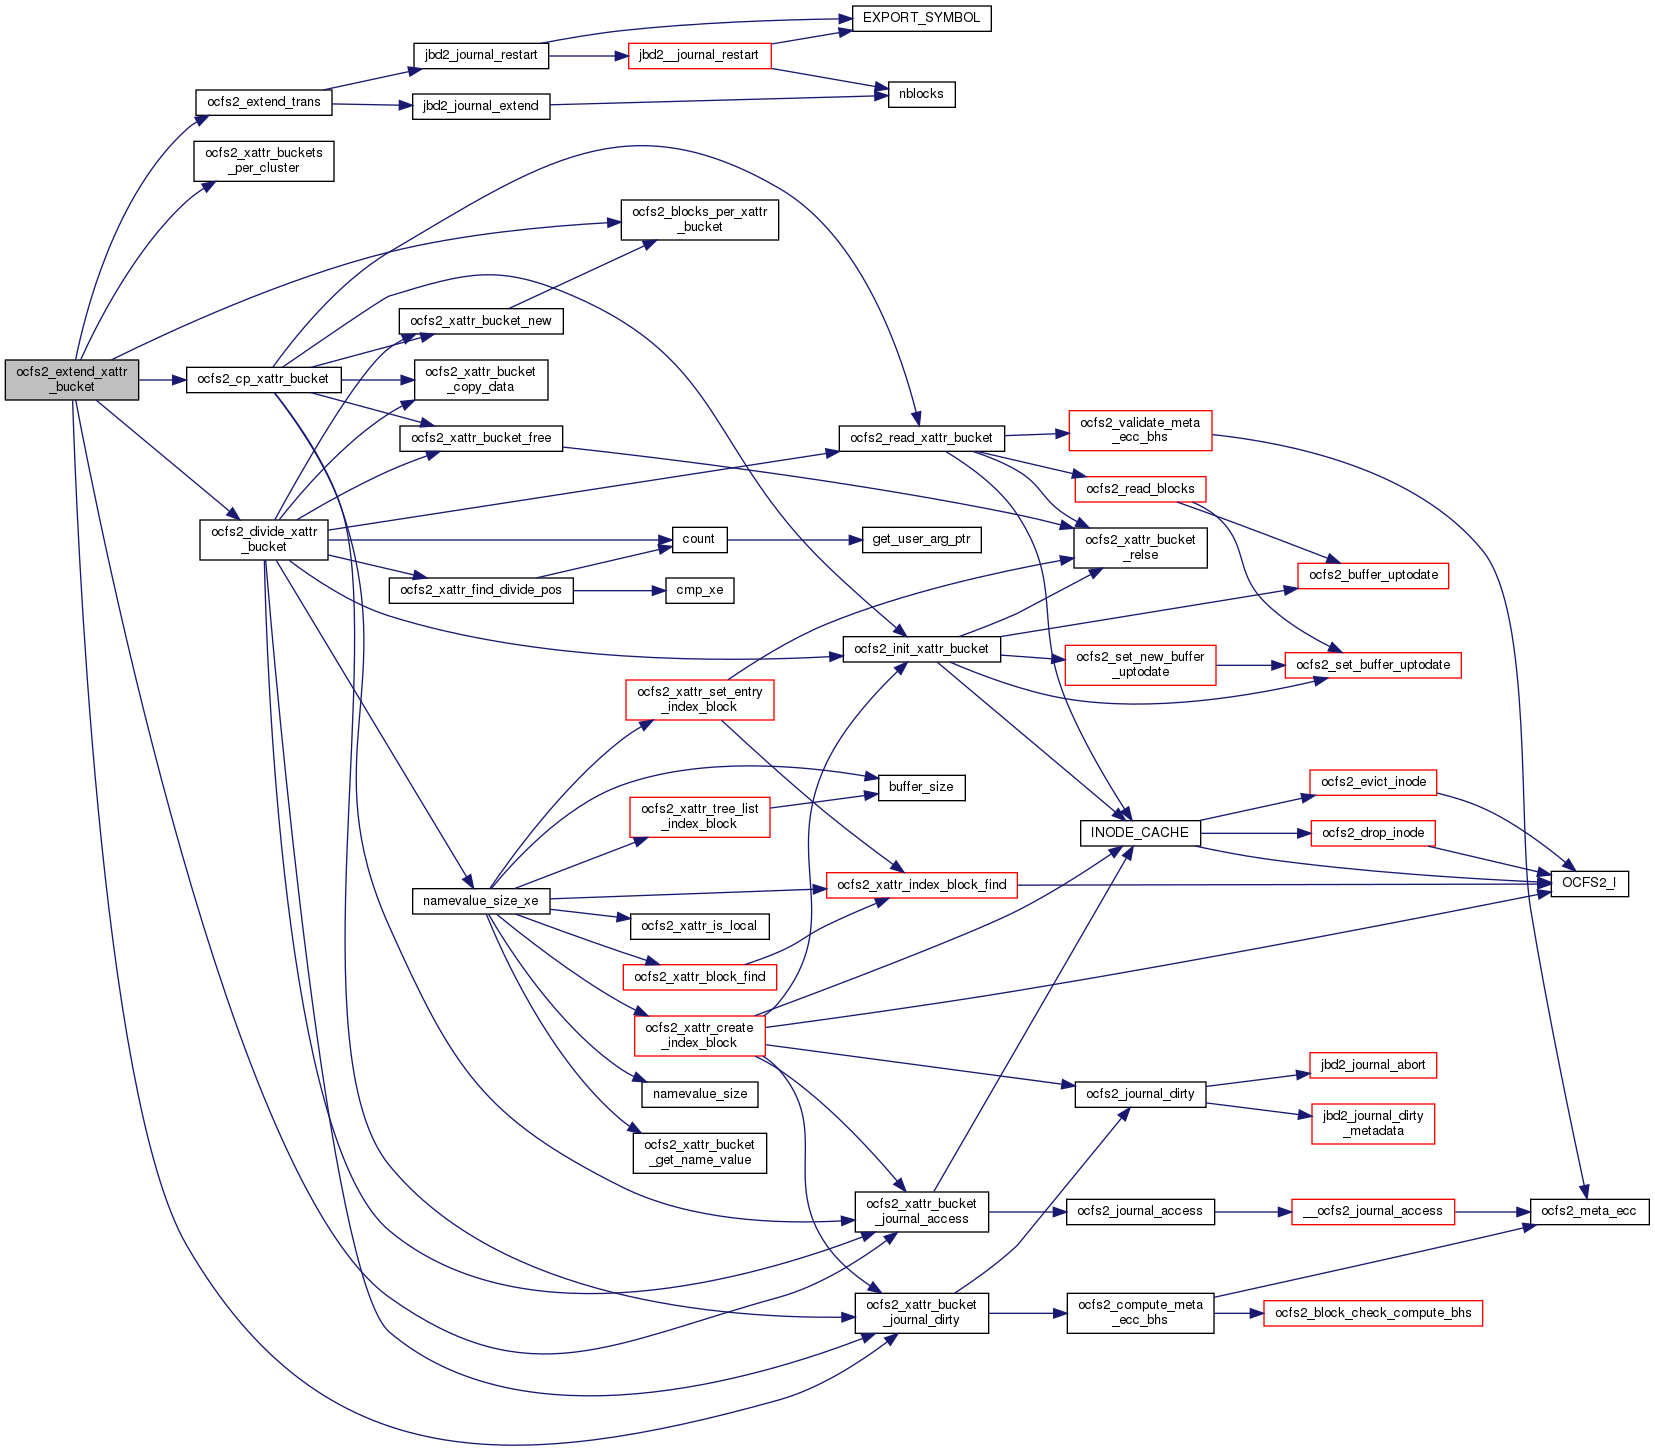 EXPORT_SYMBOL
jbd2_journal_restart
jbd2__journal_restart
ocfs2_extend_trans
jbd2_journal_extend
nblocks
ocfs2_xattr_buckets
_per_cluster
ocfs2_blocks_per_xattr
_bucket
ocfs2_xattr_bucket_new
ocfs2_extend_xattr
_bucket
ocfs2_cp_xattr_bucket
ocfs2_xattr_bucket
_copy_data
ocfs2_xattr_bucket_free
ocfs2_read_xattr_bucket
ocfs2_validate_meta
_ecc_bhs
ocfs2_read_blocks
ocfs2_divide_xattr
_bucket
count
get_user_arg_ptr
ocfs2_xattr_bucket
_relse
ocfs2_xattr_find_divide_pos
cmp_xe
ocfs2_buffer_uptodate
ocfs2_init_xattr_bucket
ocfs2_set_new_buffer
_uptodate
ocfs2_set_buffer_uptodate
ocfs2_xattr_set_entry
_index_block
buffer_size
ocfs2_evict_inode
ocfs2_xattr_tree_list
_index_block
INODE_CACHE
ocfs2_drop_inode
namevalue_size_xe
ocfs2_xattr_index_block_find
OCFS2_I
ocfs2_xattr_is_local
ocfs2_xattr_block_find
ocfs2_xattr_create
_index_block
namevalue_size
ocfs2_journal_dirty
jbd2_journal_abort
jbd2_journal_dirty
_metadata
ocfs2_xattr_bucket
_get_name_value
ocfs2_xattr_bucket
_journal_access
ocfs2_journal_access
__ocfs2_journal_access
ocfs2_meta_ecc
ocfs2_xattr_bucket
_journal_dirty
ocfs2_compute_meta
_ecc_bhs
ocfs2_block_check_compute_bhs